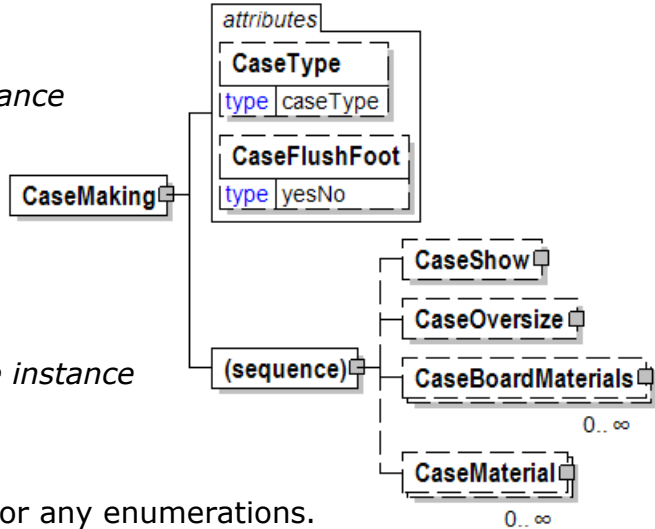 attributes
CaseType
type caseType
ance
CaseFlushFoot
type yesNo
CaseMaking
CaseShow
CaseOversize
(sequence)
instance
CaseBoardMaterials
0.. ∞
CaseMaterial
or any enumerations.
0.. ∞